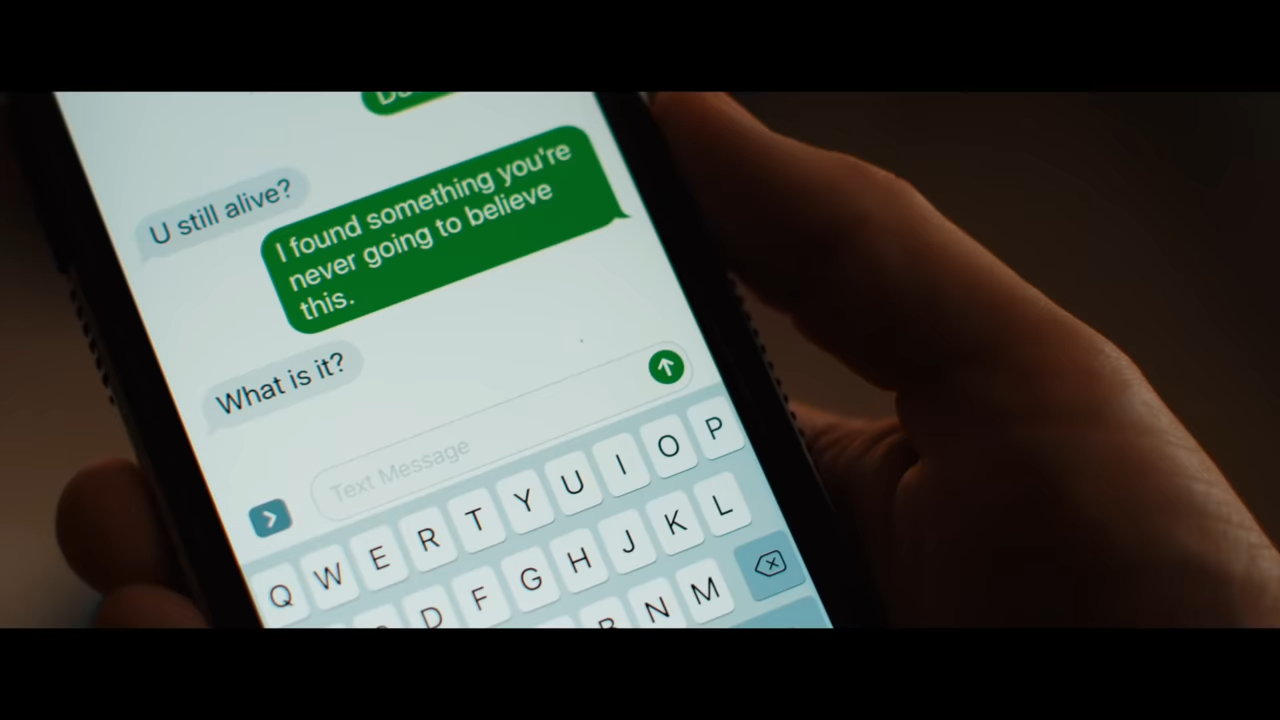 U still alive?
I found something you're
never going to believe
this.
What is it?
Text Message
Q W E R T Y U I O P
D F G H J K L
B N M